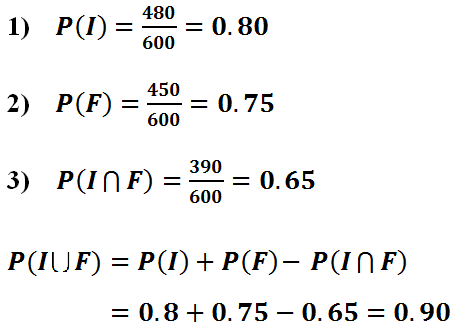 1) P(I) = 480/600 = 0.80
2) P(F) = 450/600 = 0.75
3) P(I ⋂ F) = 390/600 = 0.65
P(I⋃F) = P(I) + P(F) − P(I ⋂ F)
= 0.8 + 0.75 − 0.65 = 0.90